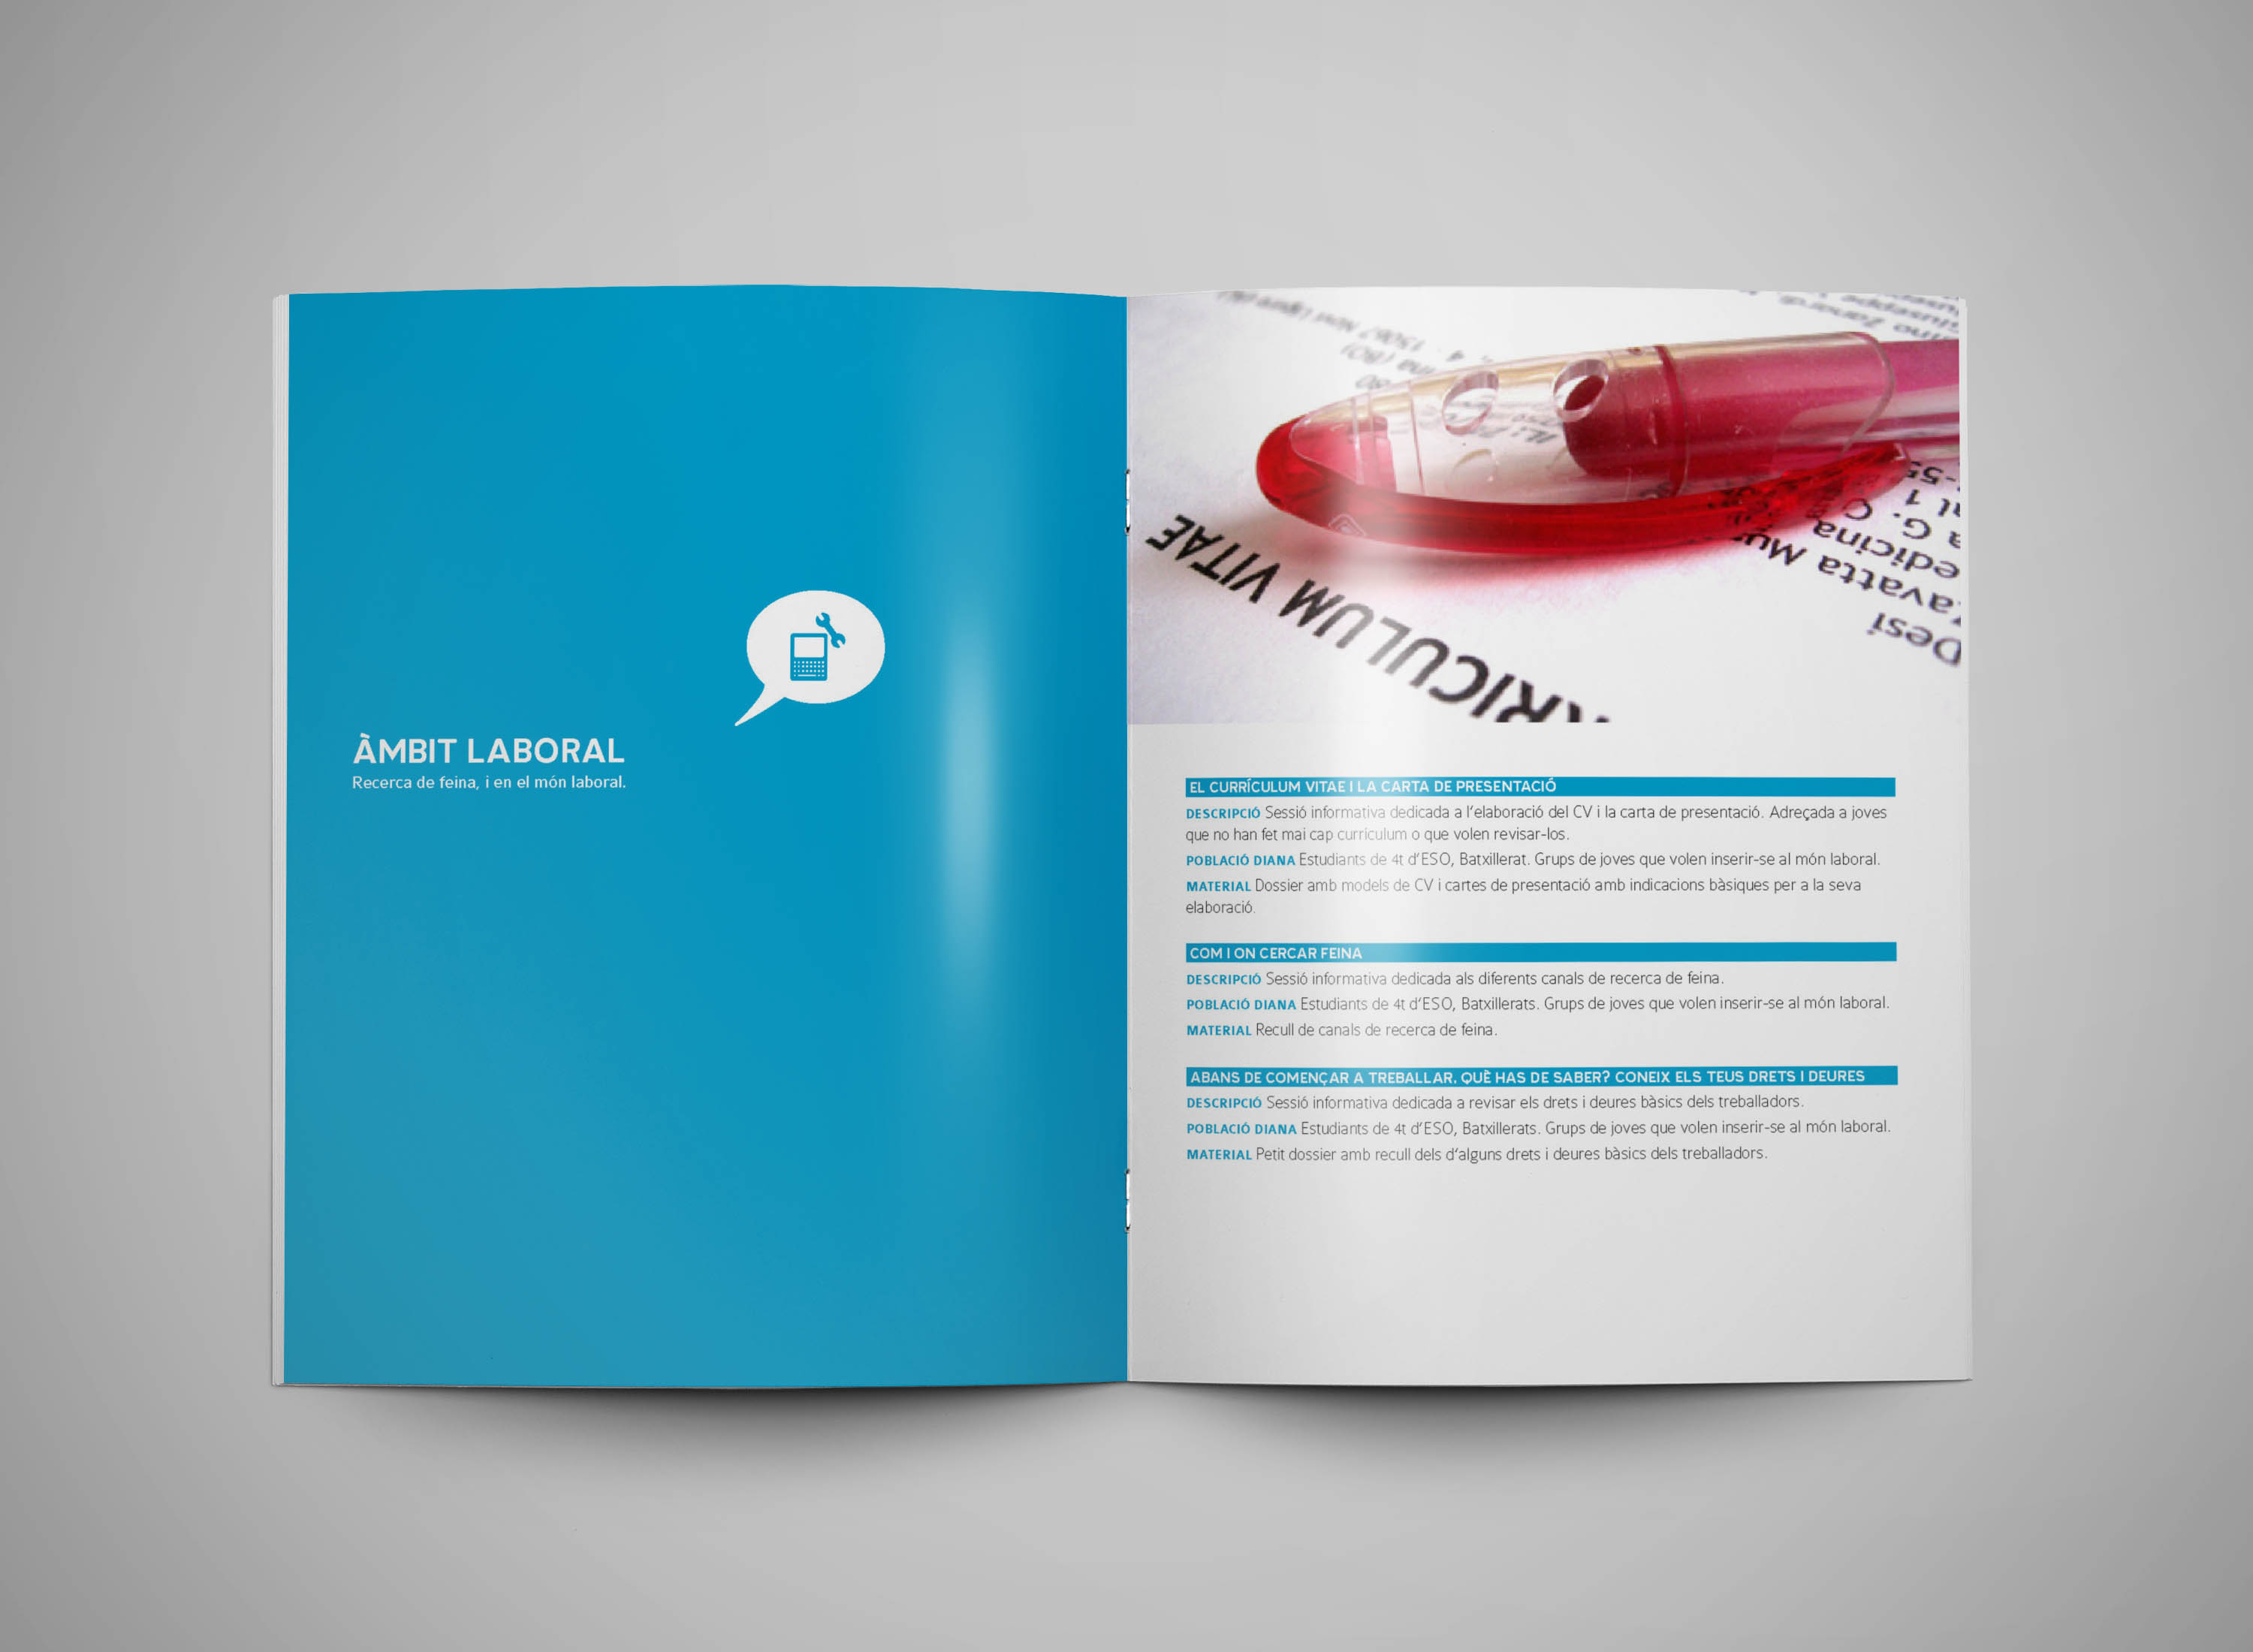 ÀMBIT LABORAL
Recerca de feina, i en el món laboral.
RRICULUM VITAE
Desi
edicina G. C
EL CURRÍCULUM VITAE I LA CARTA DE PRESENTACIÓ
DESCRIPCIÓ Sessió informativa dedicada a l'elaboració del CV i la carta de presentació. Adreçada a joves
que no han fet mai cap curriculum o que volen revisar-los.
POBLACIÓ DIANA Estudiants de 4t d'ESO, Batxillerat. Grups de joves que volen inserir-se al món laboral.
MATERIAL Dossier amb models de CV i cartes de presentació amb indicacions bàsiques per a la seva
elaboració.
COM I ON CERCAR FEINA
DESCRIPCIÓ Sessió informativa dedicada als diferents canals de recerca de feina.
POBLACIÓ DIANA Estudiants de 4t d'ESO, Batxillerats. Grups de joves que volen inserir-se al món laboral.
MATERIAL Recull de canals de recerca de feina.
ABANS DE COMENÇAR A TREBALLAR. QUÈ HAS DE SABER? CONEIX ELS TEUS DRETS I DEURES
DESCRIPCIÓ Sessió informativa dedicada a revisar els drets i deures bàsics dels treballadors.
POBLACIÓ DIANA Estudiants de 4t d'ESO, Batxillerats. Grups de joves que volen inserir-se al món laboral.
MATERIAL Petit dossier amb recull dels d'alguns drets i deures bàsics dels treballadors.